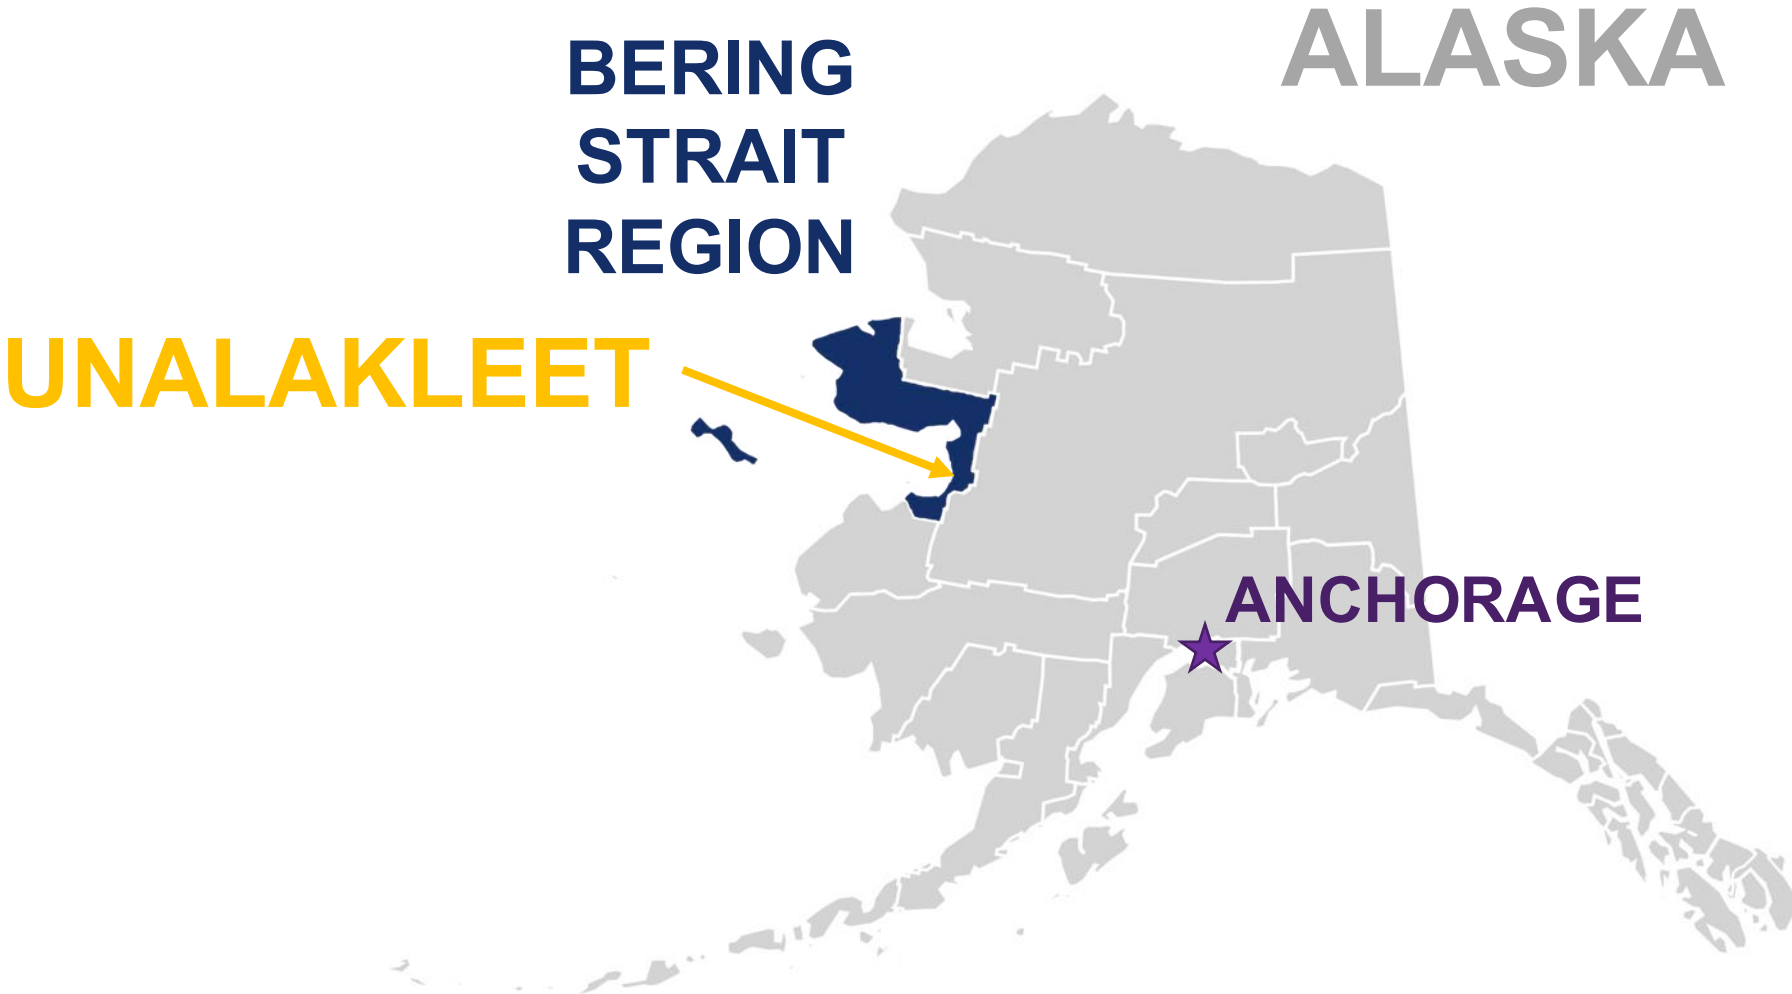 ALASKA
BERING
STRAIT
REGION
UNALAKLEET
ANCHORAGE